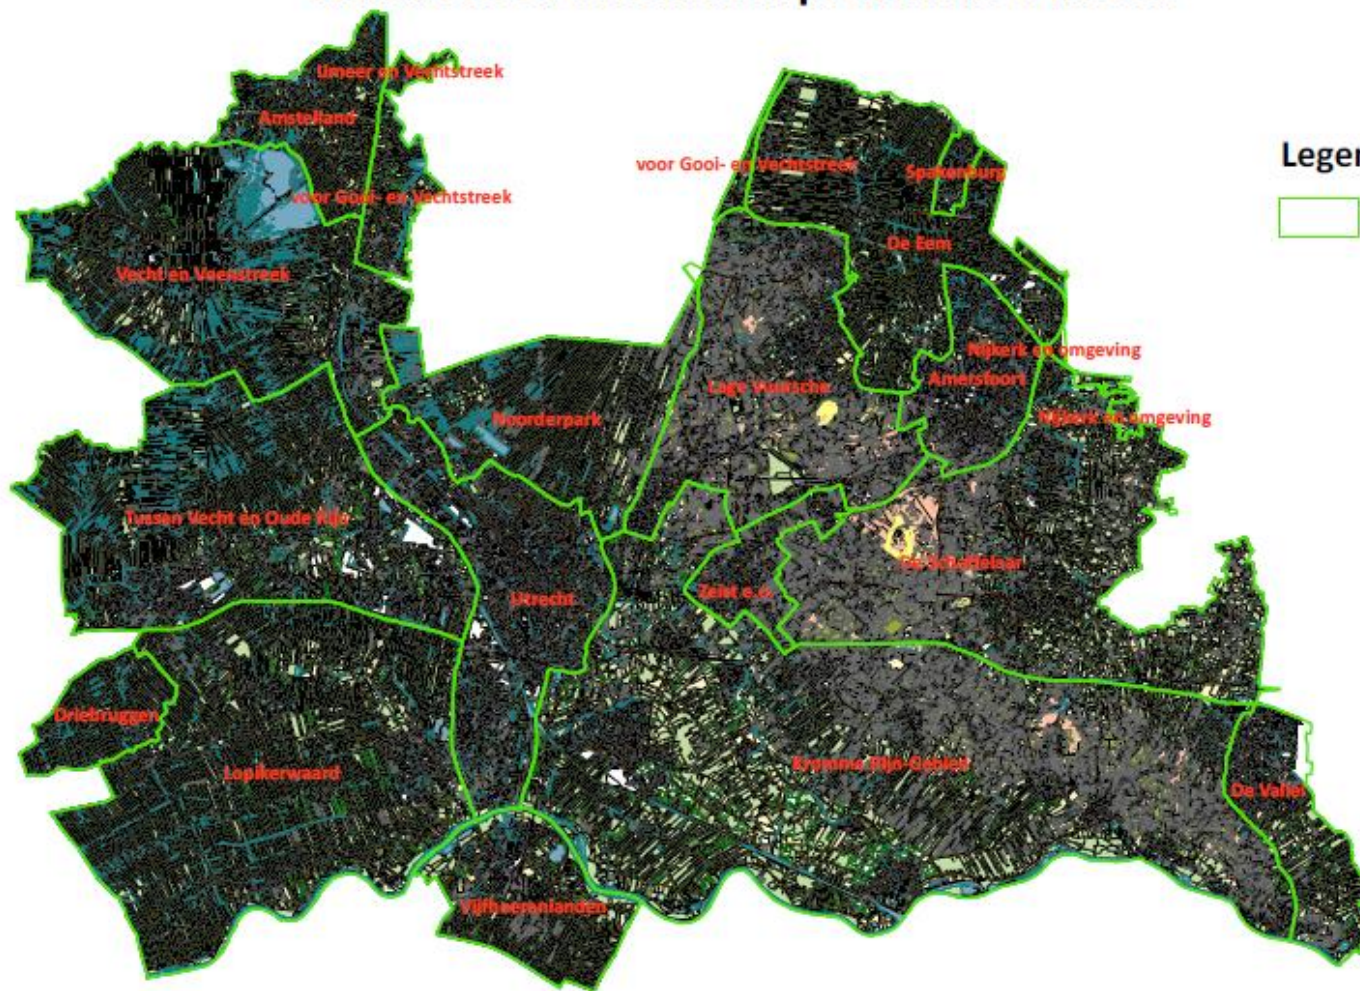 IJmeer en Vechtstreek
Amstelland
voor Gooi- en Vechtstreek
Spakenburg
Legen
voor Gooi- en Vechtstreek
De Eem
Vecht en Veenstreek
Nijkerk en omgeving
Lage Vuursche
Amersfoort
Noorderpark
Nijkerk en omgeving
Tussen Vecht en Oude Rijn
De Schaffelaar
Zeist e.o.
Utrecht
Driebruggen
Lopikerwaard
Kromme Rijn-Gebied
De Vallei
Vijfheerenlanden